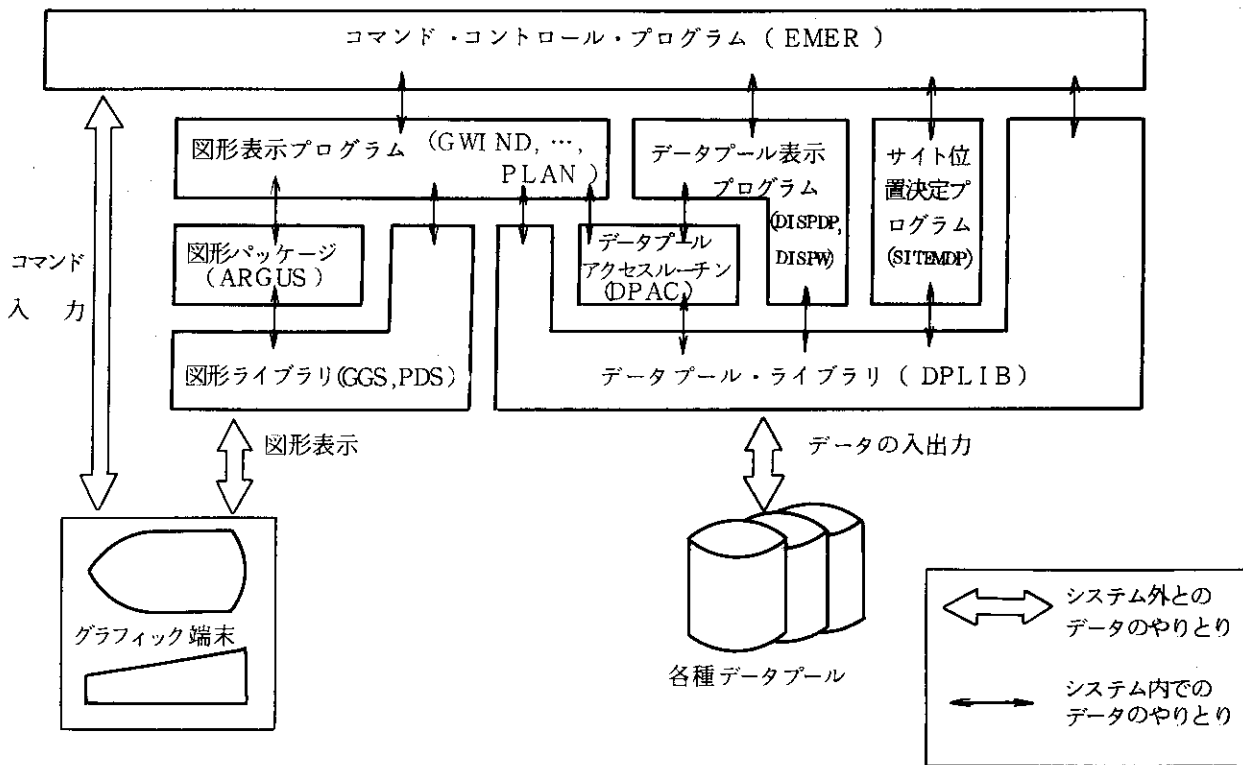 コマンド・コントロール・プログラム(EMER)
図形表示プログラム(GWIND,…,
PLAN)
データプール表示
プログラム
(DISPDP,
DISPW)
サイト位
置決定プ
ログラム
(SITEMDP)
コマンド
入力
図形パッケージ
(ARGUS)
データプール
アクセスルーチン
(DPAC)
図形ライブラリ(GGS,PDS)
データプール・ライブラリ(DPLIB)
図形表示
データの入出力
グラフィック端末
各種データプール
システム外との
データのやりとり
システム内での
データのやりとり